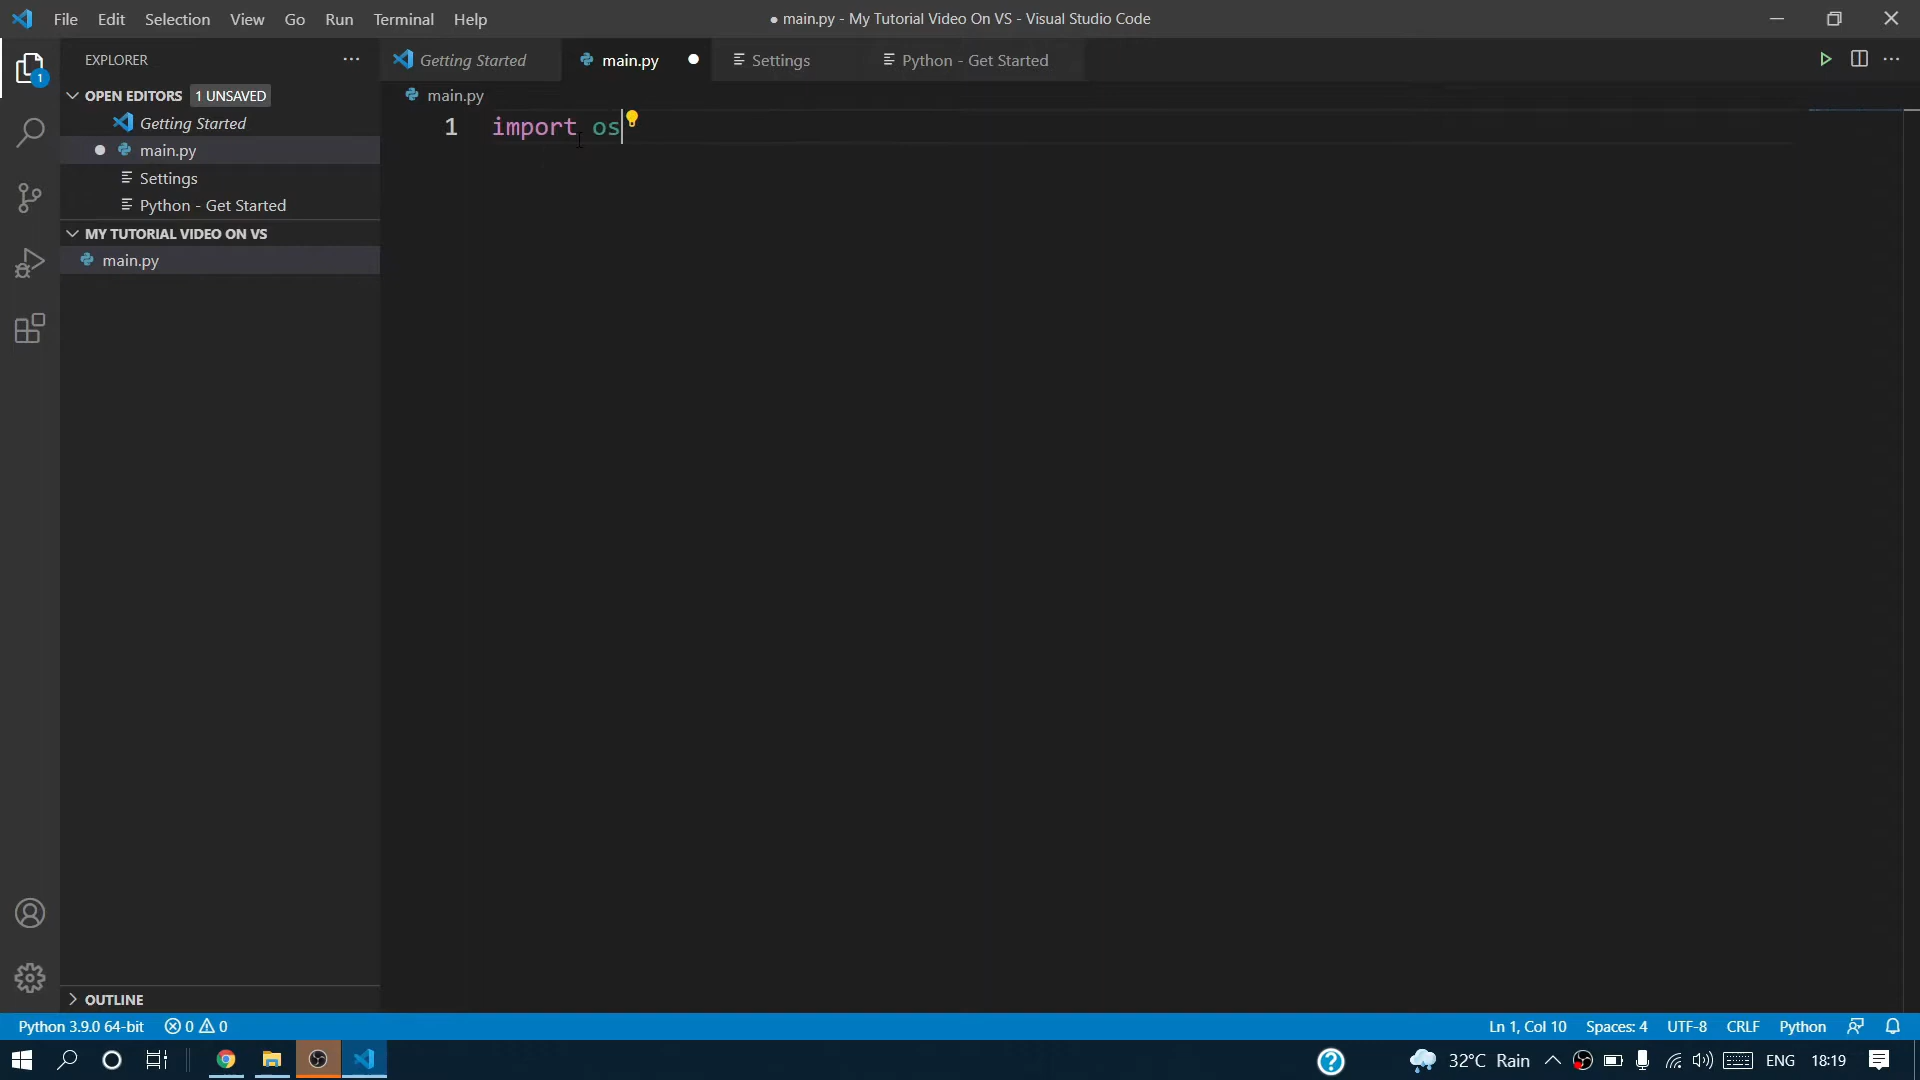 File Edit Selection View Go Run Terminal Help
● main.py - My Tutorial Video On VS - Visual Studio Code
EXPLORER
Getting Started
main.py
Settings
Python - Get Started
OPEN EDITORS 1 UNSAVED
Getting Started
main.py
Settings
Python - Get Started
MY TUTORIAL VIDEO ON VS
main.py
main.py
1 import os
1
OUTLINE
Python 3.9.0 64-bit 0 0
Ln 1, Col 10 Spaces: 4 UTF-8 CRLF Python
32°C Rain ENG 18:19